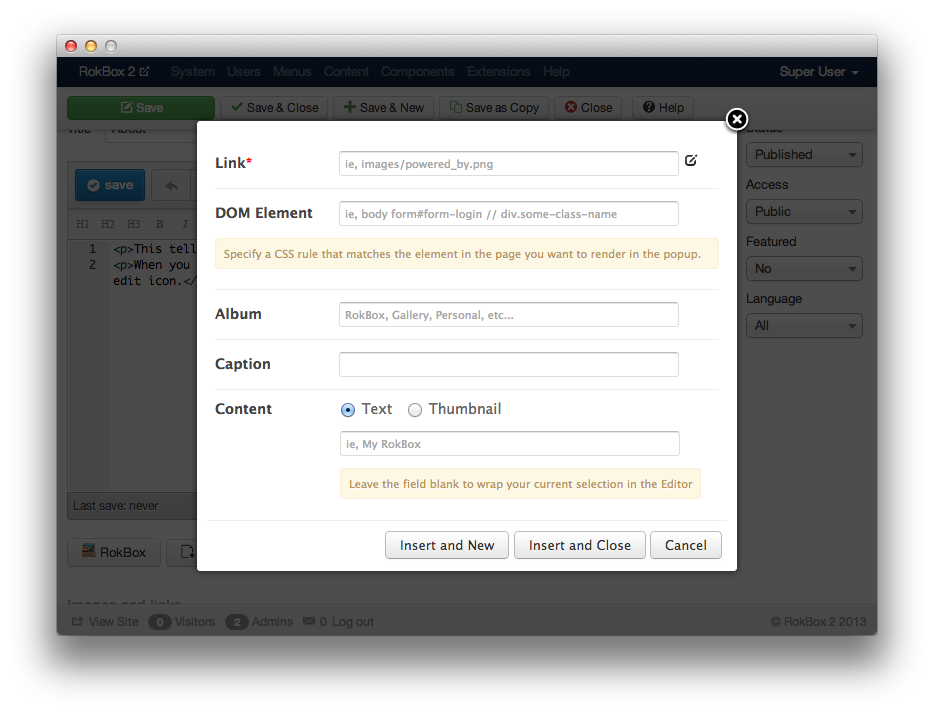 RokBox 2 System Users Menus Content Components Extensions Help Super User
Save Save & Close Save & New Save as Copy Close Help
Title About Status
Published
save
Access
Public
H1 H2 H3 B I
Featured
1 <p>This tell
2 <p>When you
edit icon.</
No
Language
All
Last save: never
RokBox
Images and links
Link*
ie, images/powered_by.png
DOM Element
ie, body form#form-login // div.some-class-name
Specify a CSS rule that matches the element in the page you want to render in the popup.
Album
RokBox, Gallery, Personal, etc...
Caption
Content
Text Thumbnail
ie, My RokBox
Leave the field blank to wrap your current selection in the Editor
Insert and New Insert and Close Cancel
View Site 0 Visitors 2 Admins 0 Log out © RokBox 2 2013